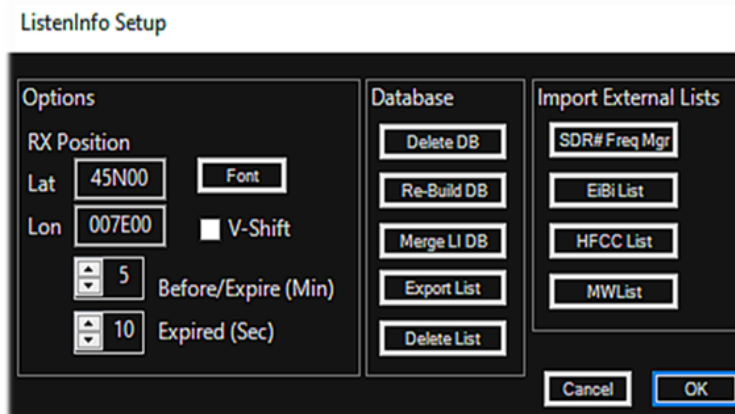 ListenInfo Setup
Options
RX Position
Lat 45N00 Font
Lon 007E00 V-Shift
5 Before/Expire (Min)
10 Expired (Sec)
Database
Delete DB
Re-Build DB
Merge LI DB
Export List
Delete List
Import External Lists
SDR# Freq Mgr
EiBi List
HFCC List
MWList
Cancel OK